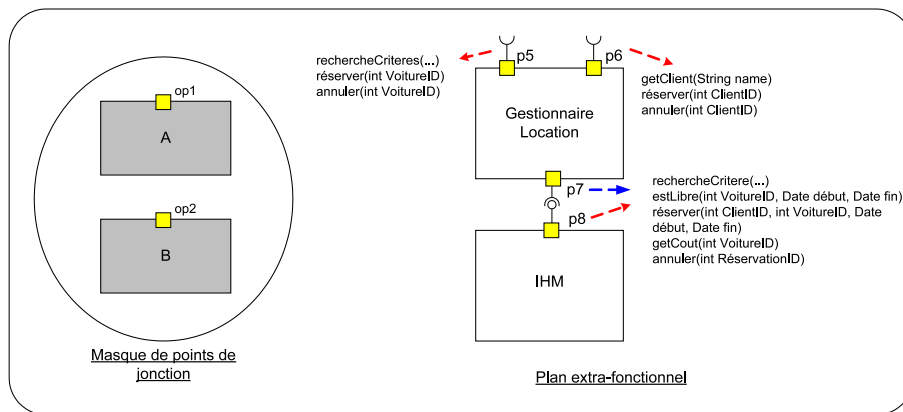 op1
A
op2
B
Masque de points de
jonction
rechercheCriteres(...)
réserver(int VoitureID)
annuler(int VoitureID)
p5
p6
getClient(String name)
réserver(int ClientID)
annuler(int ClientID)
Gestionnaire
Location
p7
p8
rechercheCritere(...)
estLibre(int VoitureID, Date début, Date fin)
réserver(int ClientID, int VoitureID, Date
début, Date fin)
getCout(int VoitureID)
annuler(int RéservationID)
IHM
Plan extra-fonctionnel